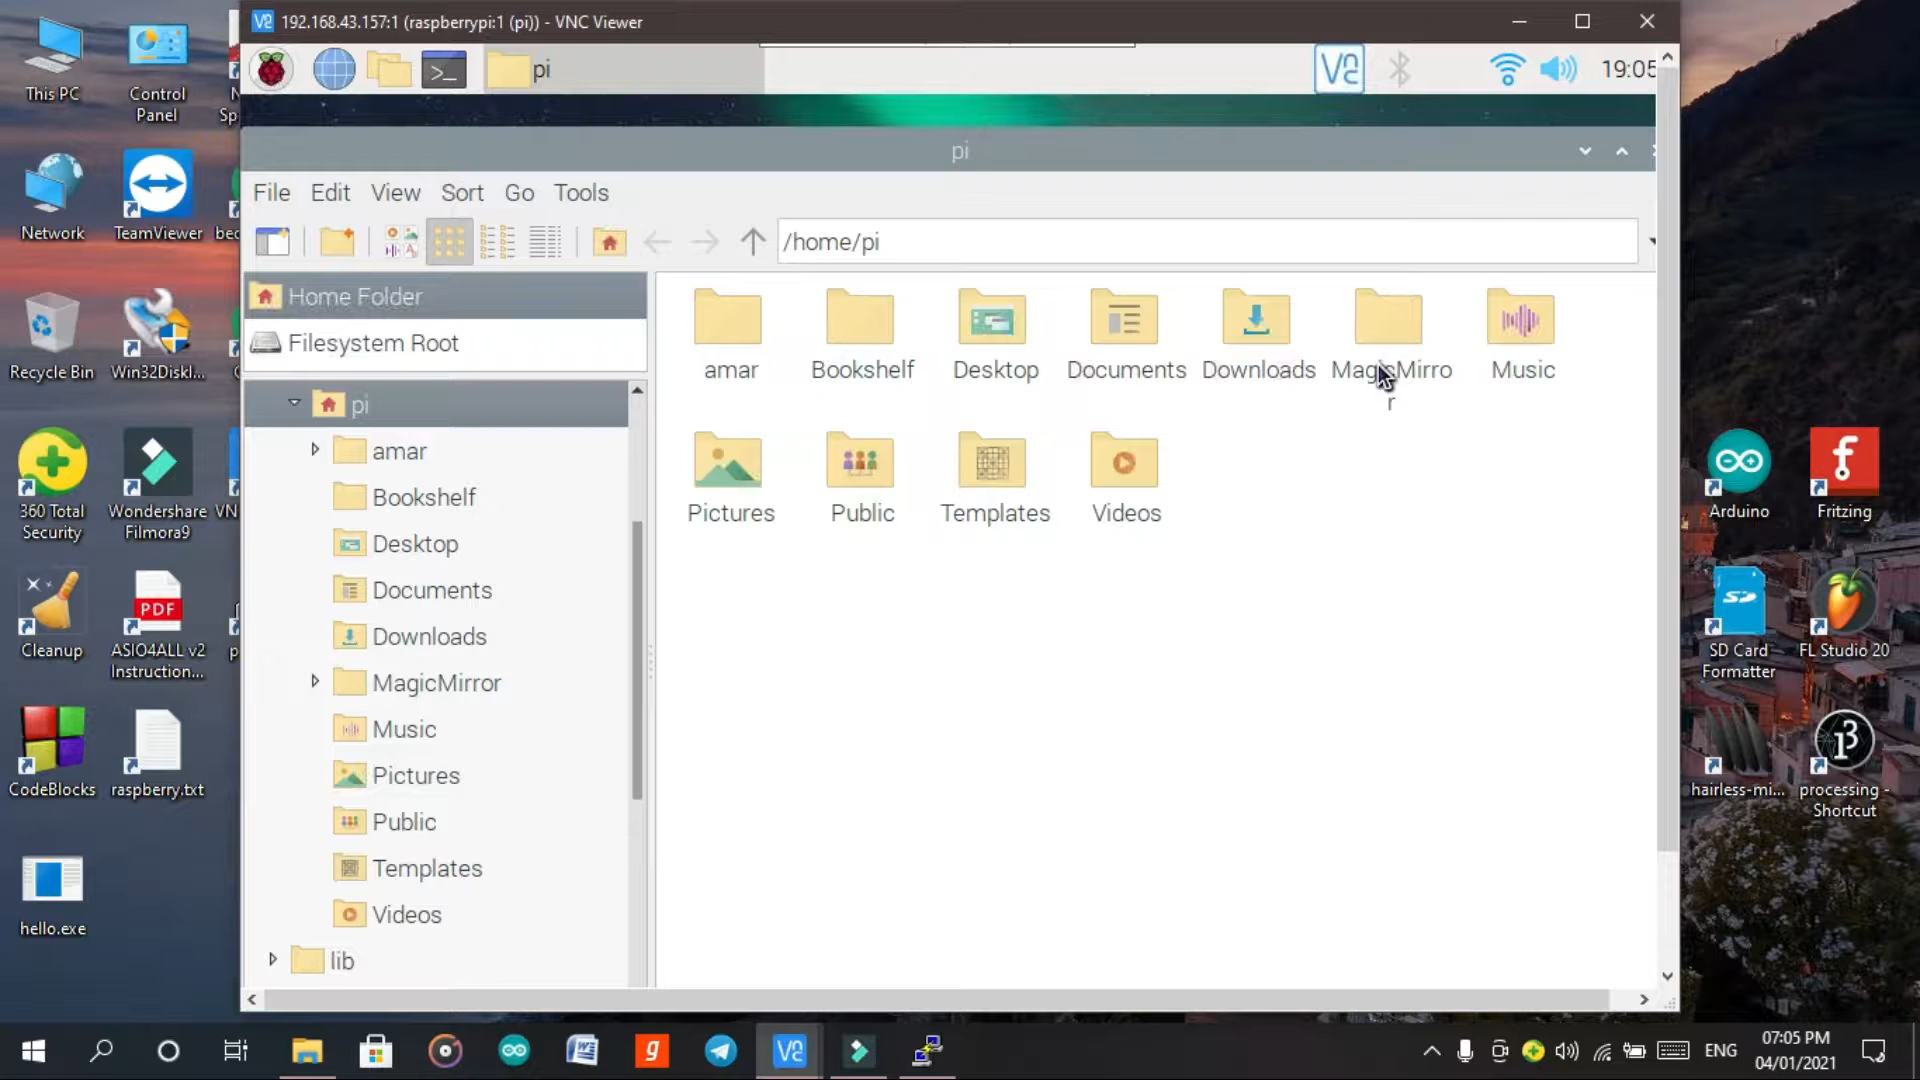 192.168.43.157:1 (raspberrypi:1 (pi)) - VNC Viewer
pi
19:05
pi
File Edit View Sort Go Tools
/home/pi
Home Folder
Filesystem Root
pi
amar
Bookshelf
Desktop
Documents
Downloads
MagicMirror
Music
Pictures
Public
Templates
Videos
lib
amar
Bookshelf
Desktop
Documents
Downloads
MagicMirro
r
Music
Pictures
Public
Templates
Videos
This PC
Control
Panel
Network
TeamViewer
Recycle Bin
Win32DiskI...
360 Total
Security
Wondershare
Filmora9
Cleanup
PDF
ASIO4ALL v2
Instruction...
CodeBlocks
raspberry.txt
hello.exe
Arduino
Fritzing
SD Card
Formatter
FL Studio 20
hairless-mi...
processing -
Shortcut
ENG
07:05 PM
04/01/2021